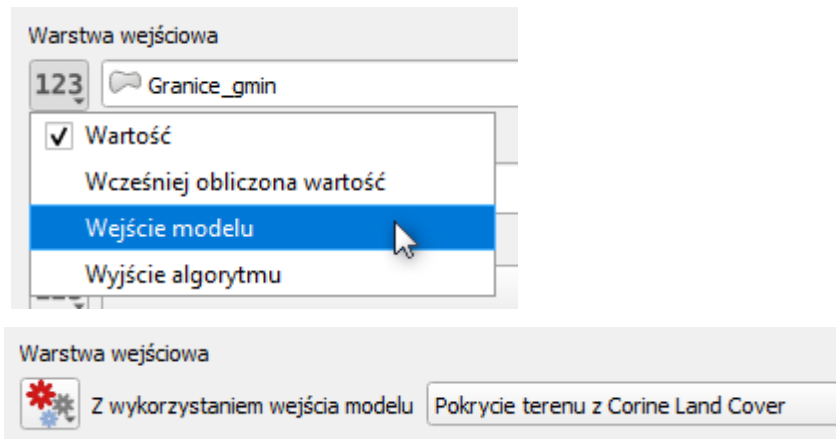 Warstwa wejściowa
123 Granice_gmin
Wartość
Wcześniej obliczona wartość
Wejście modelu
Wyjście algorytmu
Warstwa wejściowa
Z wykorzystaniem wejścia modelu Pokrycie terenu z Corine Land Cover